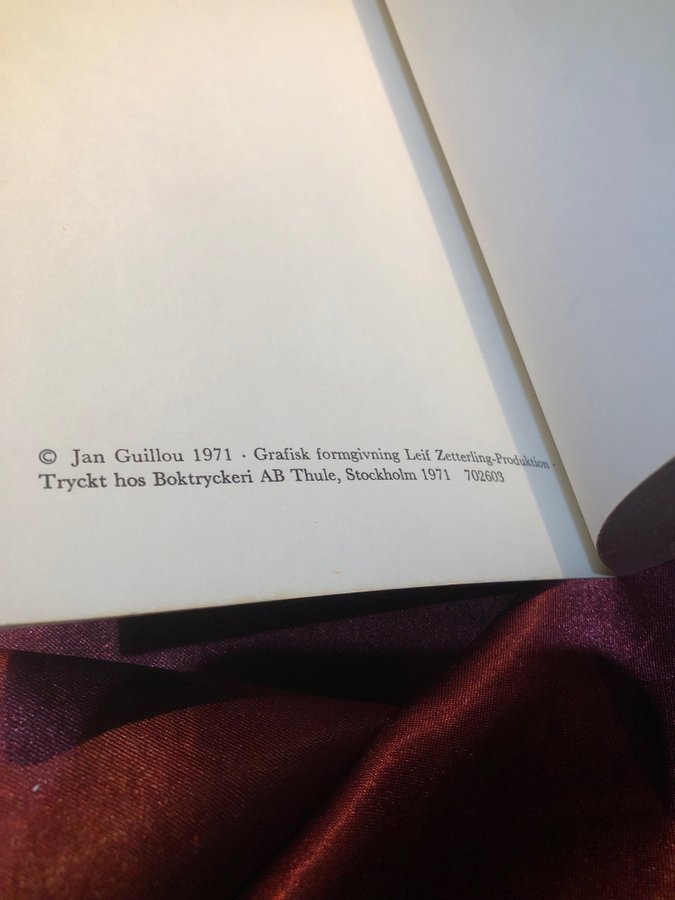 © Jan Guillou 1971 · Grafisk formgivning Leif Zetterling-Produktion ·
Tryckt hos Boktryckeri AB Thule, Stockholm 1971 702603